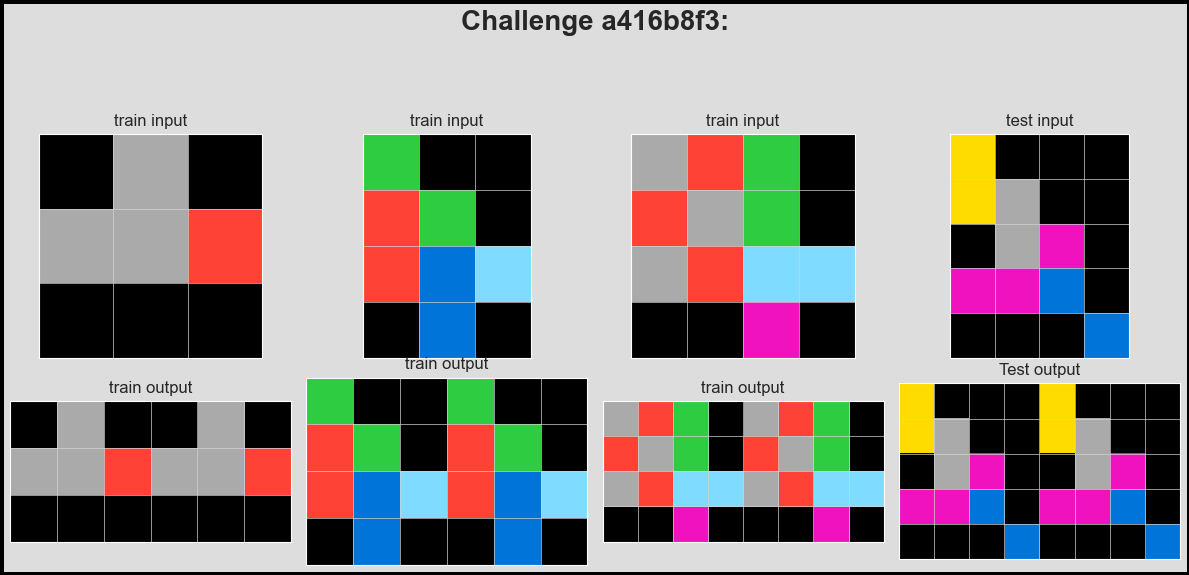 Challenge a416b8f3:
train input
train input
train input
test input
train output
train output
train output
Test output